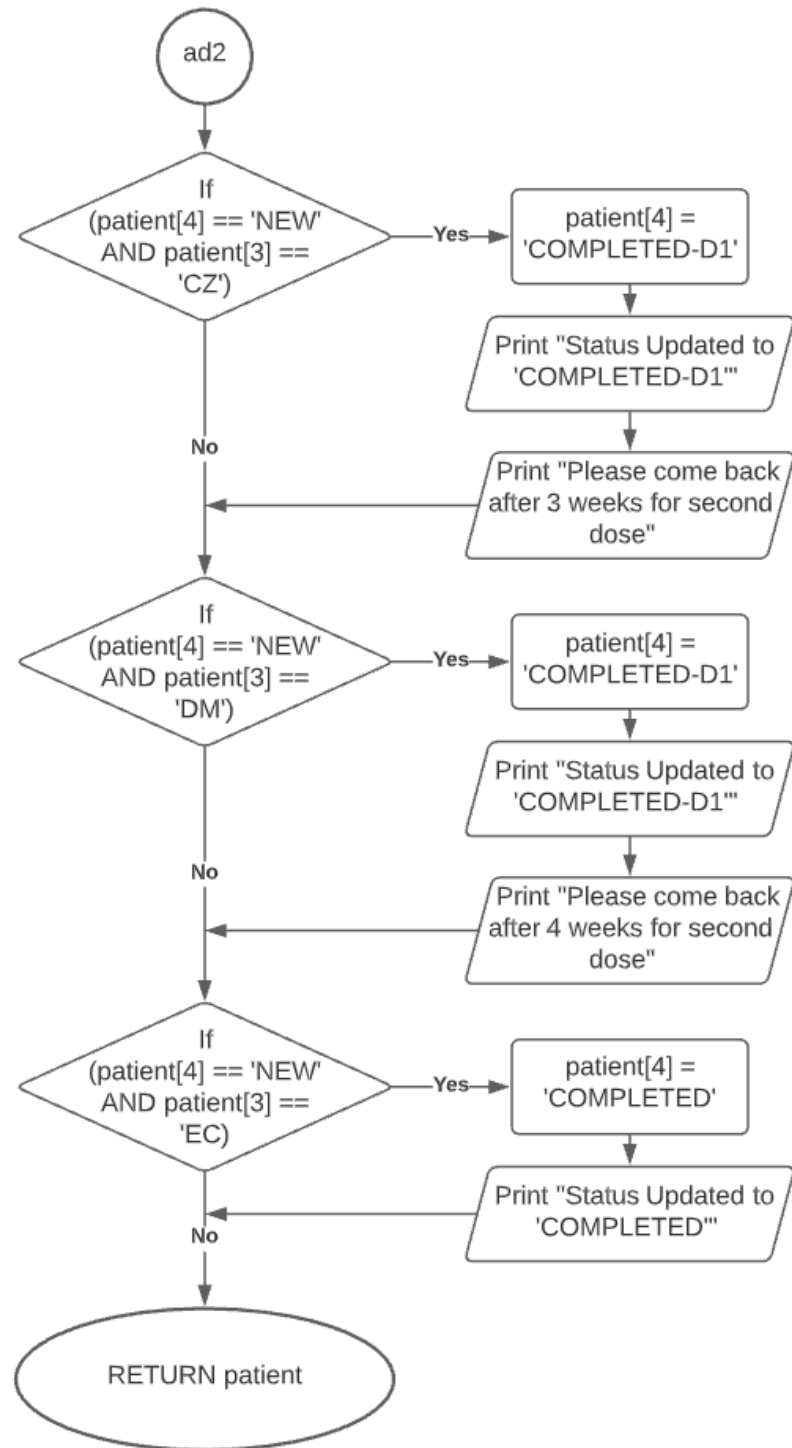 ad2
If
(patient[4] == 'NEW'
AND patient[3] ==
'CZ')
Yes
patient[4] =
'COMPLETED-D1'
Print "Status Updated to
'COMPLETED-D1'"
No
Print "Please come back
after 3 weeks for second
dose"
If
(patient[4] == 'NEW'
AND patient[3] ==
'DM')
Yes
patient[4] =
'COMPLETED-D1'
Print "Status Updated to
'COMPLETED-D1'"
No
Print "Please come back
after 4 weeks for second
dose"
If
(patient[4] == 'NEW'
AND patient[3] ==
'EC)
Yes
patient[4] =
'COMPLETED'
Print "Status Updated to
'COMPLETED'"
No
RETURN patient